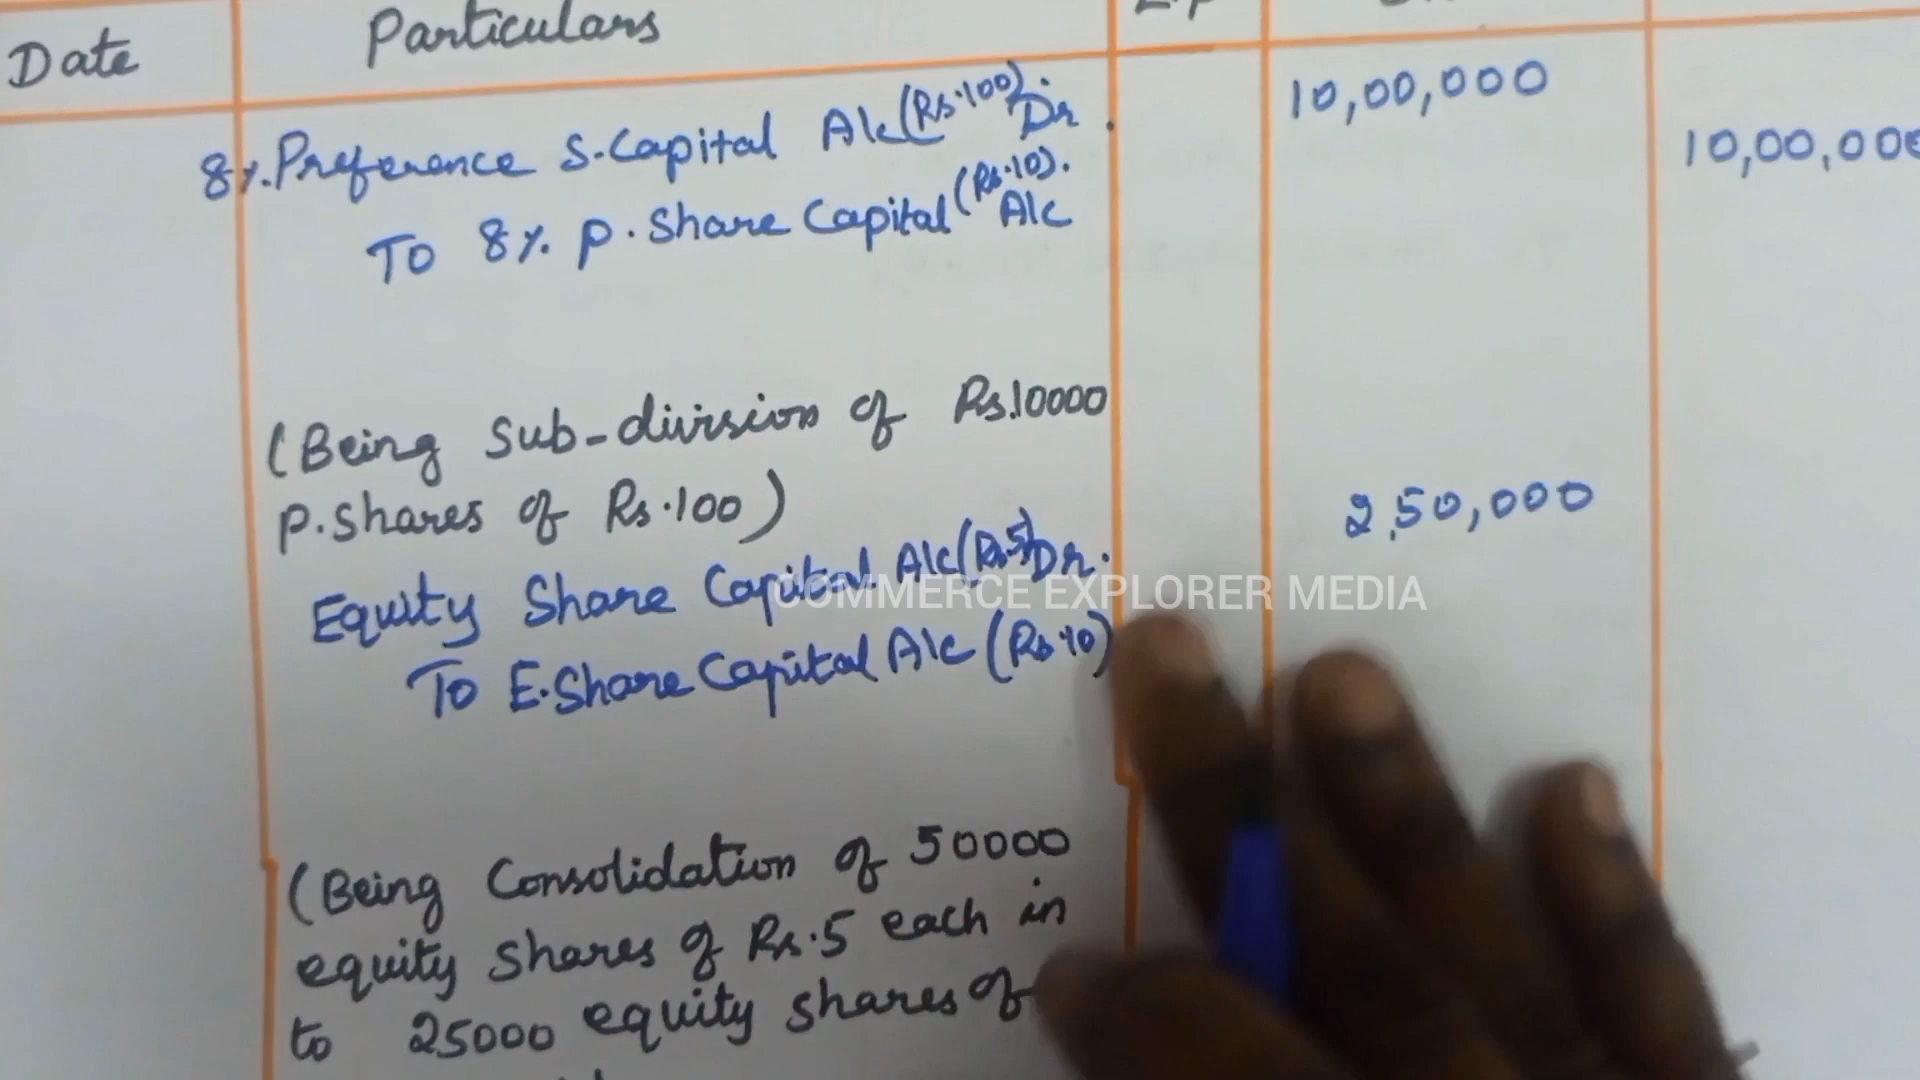 Date Particulars
8%.Preference S.Capital A/c (Rs.100). Dr. 10,00,000
To 8%. P. Share Capital (Rs.10). A/c 10,00,000
(Being Sub-division of Rs.10000
P.Shares of Rs.100)
2,50,000
Equity Share Capital A/c (Rs.5) Dr.
To E.Share Capital A/c (Rs.10)
COMMERCE EXPLORER MEDIA
(Being Consolidation of 50000
equity shares of Rs.5 each in
to 25000 equity shares of